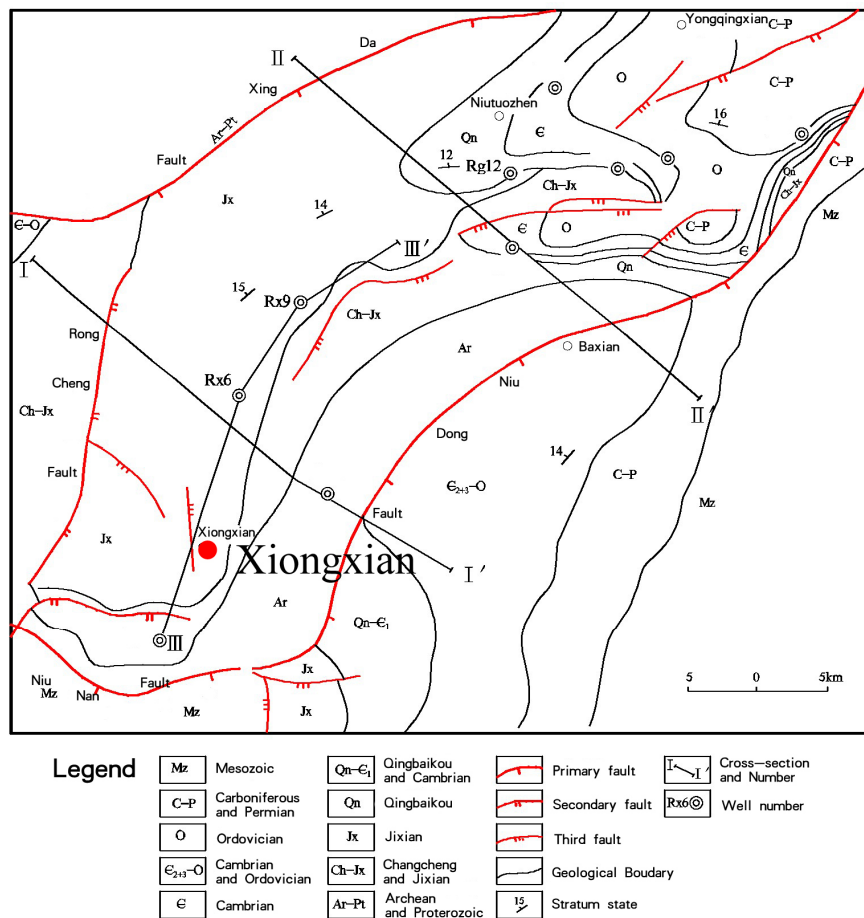 Yongqingxian
C-P
Da
II
O
C-P
Xing
Niutuozhen
16
Ar-Pt
Qn
Є
12
Fault
Rg12
O
Qn
C-P
Ch-Jx
Ch-Jx
Jx
14
Mz
Є-O
Є
O
C-P
III'
Є
I
Qn
15
Rx9
Ch-Jx
Rong
Ar
Baxian
Rx6
Niu
Cheng
II'
Ch-Jx
Dong
14
Fault
C-P
Є2+3-O
Mz
Fault
Xiongxian
Jx
Xiongxian
I'
Ar
Qn-Є1
III
Jx
Niu
Fault
Mz
Nan
5 0 5km
Mz
Jx
Legend
Mz Mesozoic
C-P Carboniferous
and Permian
O Ordovician
Є2+3-O Cambrian
and Ordovician
Є Cambrian
Qn-Є1 Qingbaikou
and Cambrian
Qn Qingbaikou
Jx Jixian
Ch-Jx Changcheng
and Jixian
Ar-Pt Archean
and Proterozoic
Primary fault
Secondary fault
Third fault
Geological Boudary
15 Stratum state
I I' Cross-section
and Number
Rx6 Well number